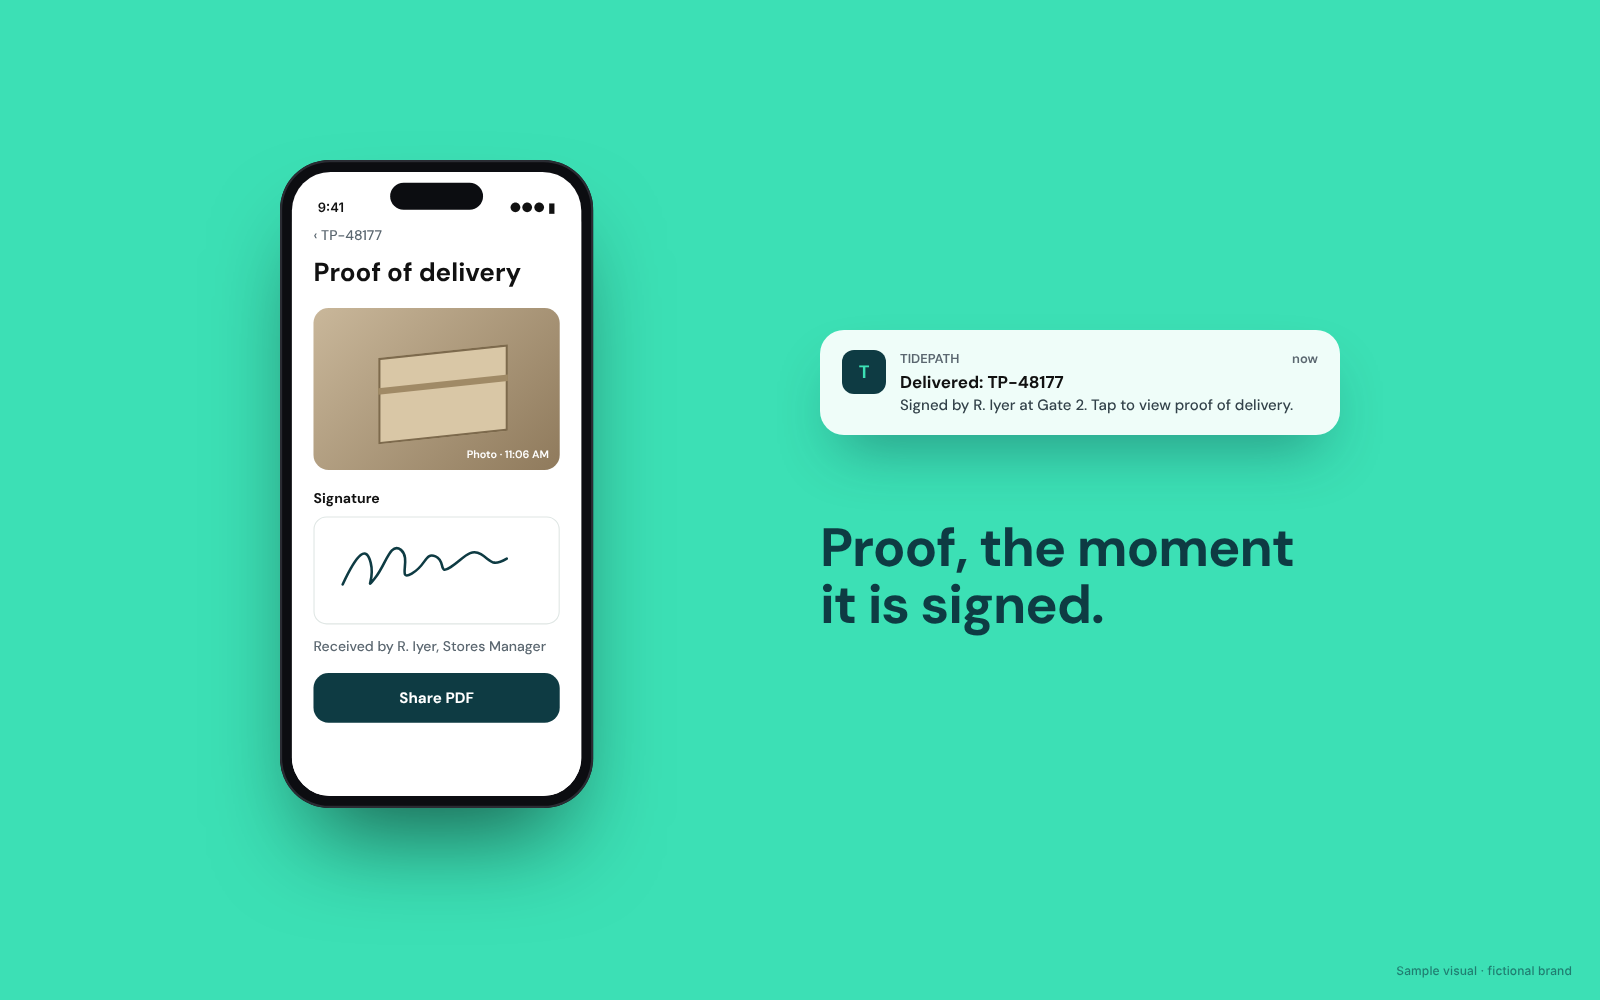 9:41
‹ TP-48177
Proof of delivery
Photo · 11:06 AM
Signature
Received by R. Iyer, Stores Manager
Share PDF
T
TIDEPATH
now
Delivered: TP-48177
Signed by R. Iyer at Gate 2. Tap to view proof of delivery.
Proof, the moment
it is signed.
Sample visual · fictional brand